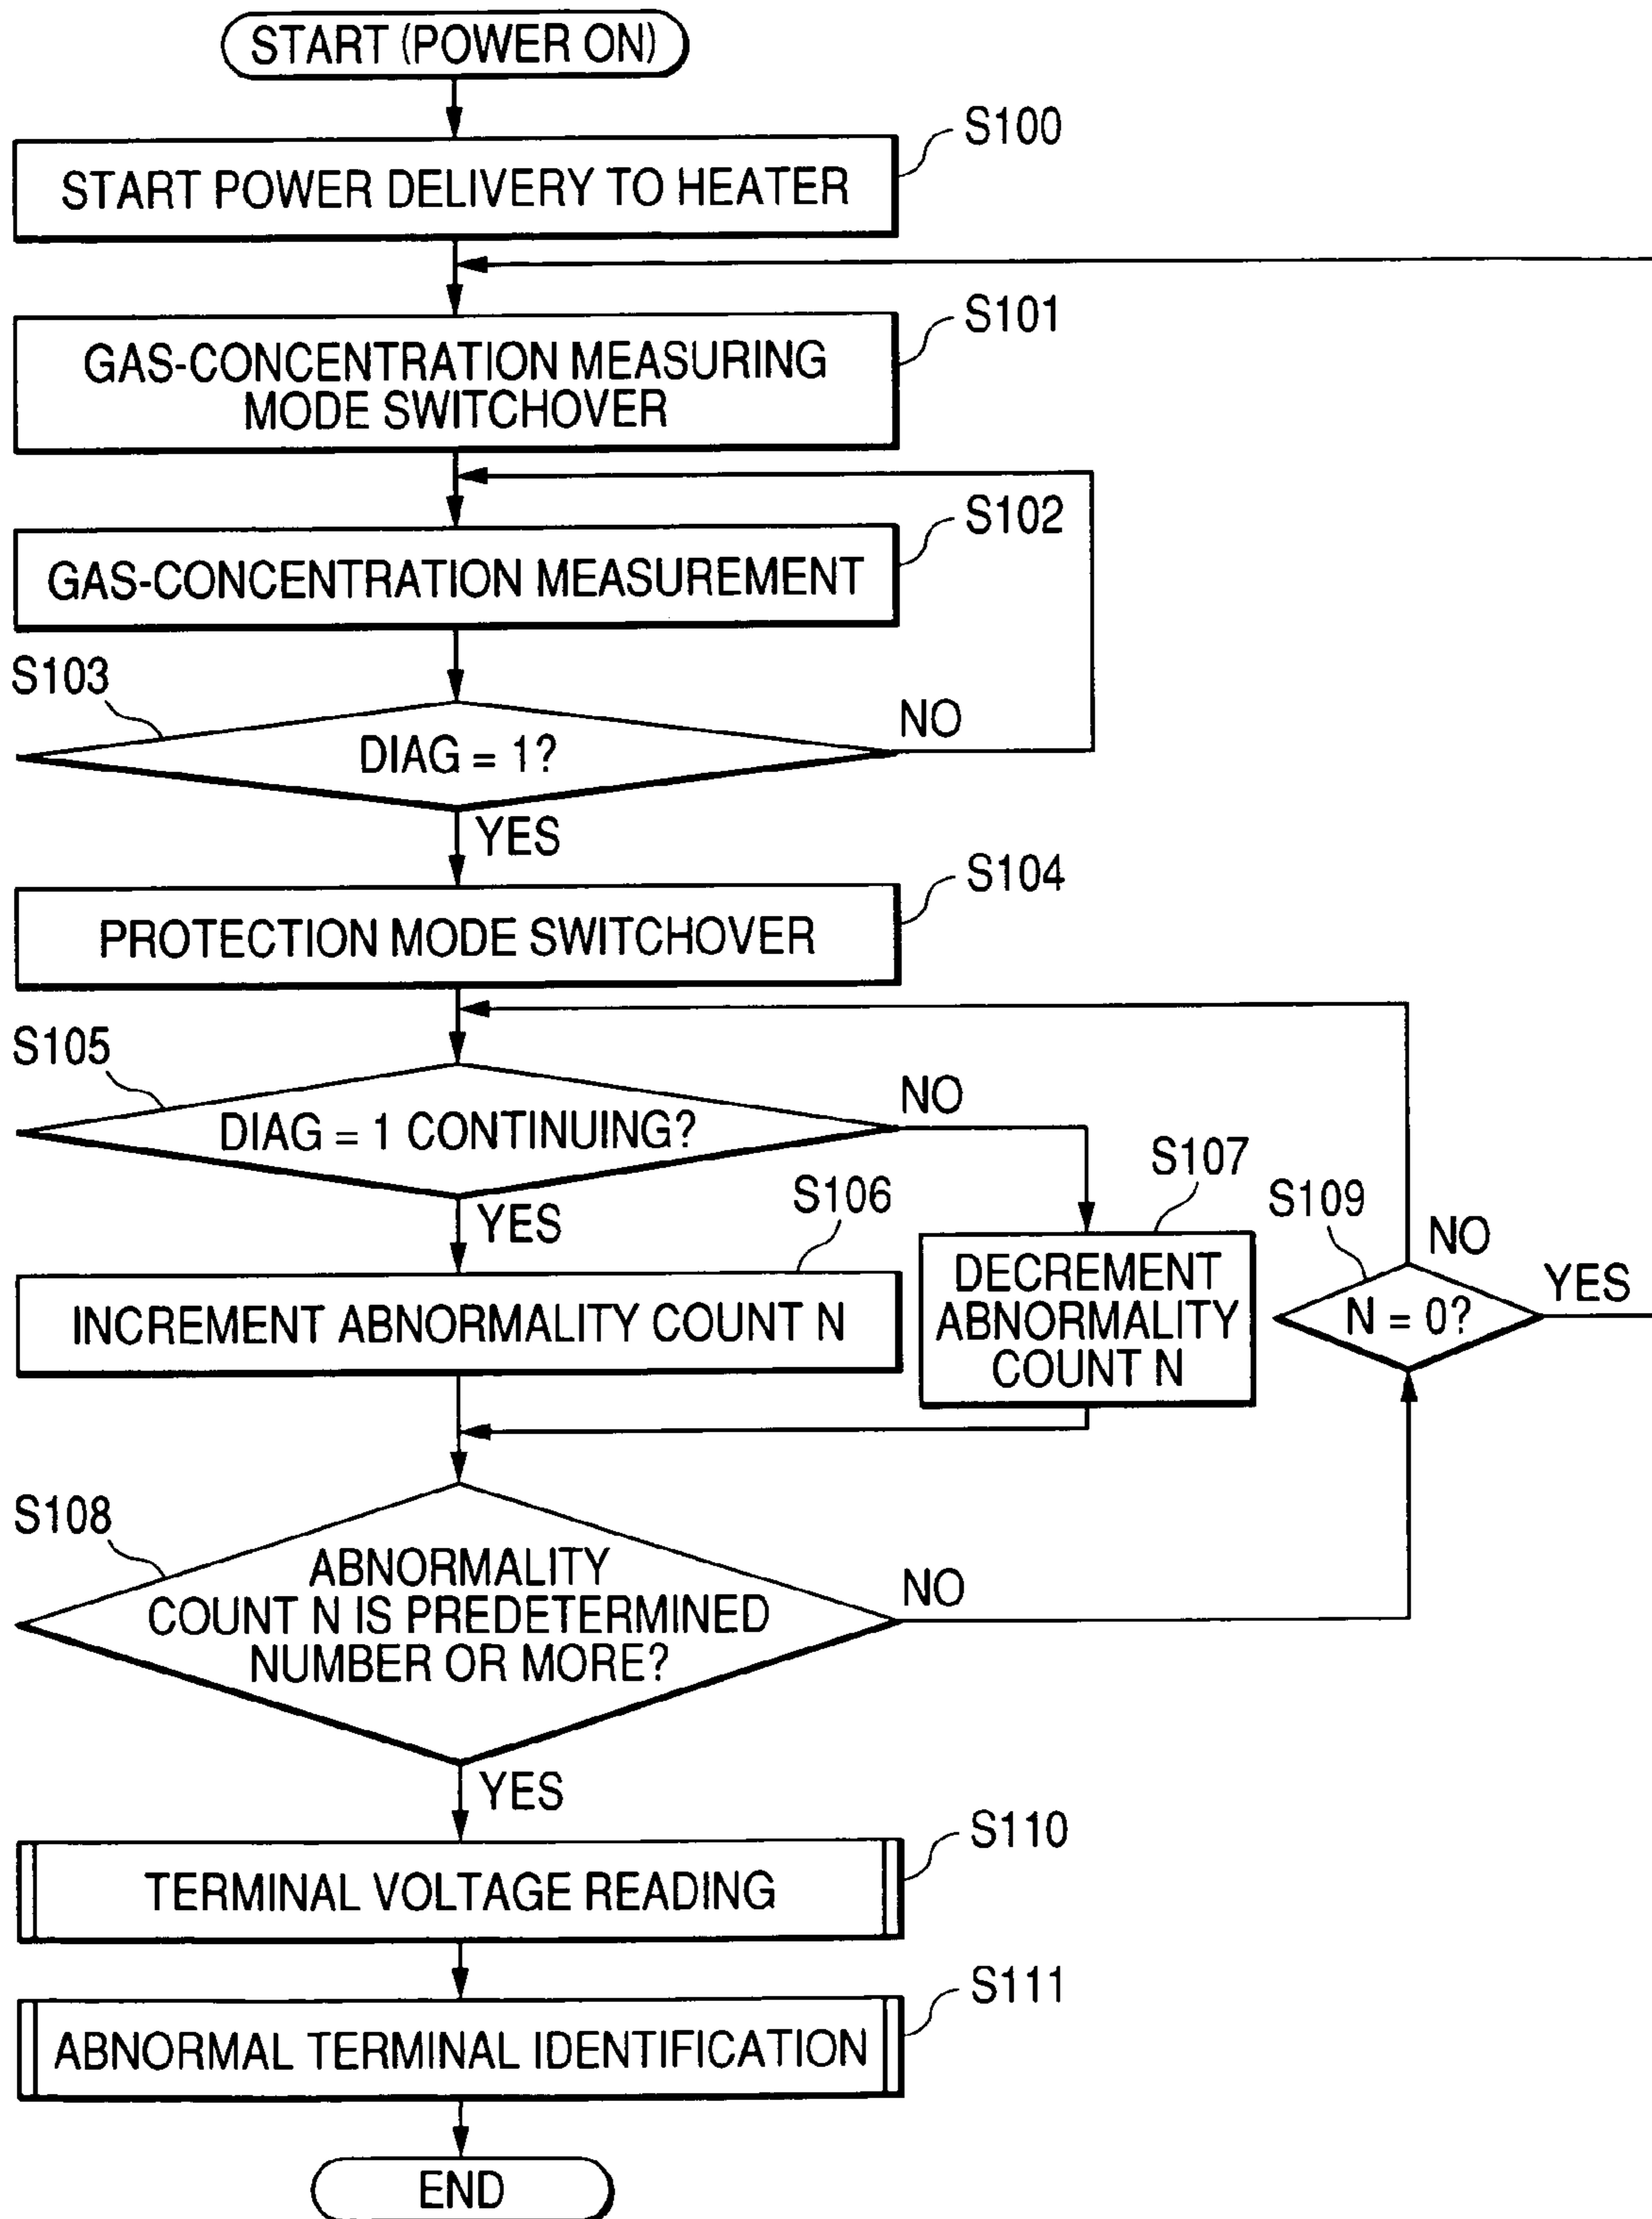 START (POWER ON)
S100
START POWER DELIVERY TO HEATER
S101
GAS-CONCENTRATION MEASURING
MODE SWITCHOVER
S102
GAS-CONCENTRATION MEASUREMENT
S103
NO
DIAG = 1?
YES
S104
PROTECTION MODE SWITCHOVER
S105
NO
DIAG = 1 CONTINUING?
YES
S106
INCREMENT ABNORMALITY COUNT N
S107
DECREMENT
ABNORMALITY
COUNT N
S109
NO
YES
N = 0?
S108
ABNORMALITY
COUNT N IS PREDETERMINED
NUMBER OR MORE?
NO
YES
S110
TERMINAL VOLTAGE READING
S111
ABNORMAL TERMINAL IDENTIFICATION
END